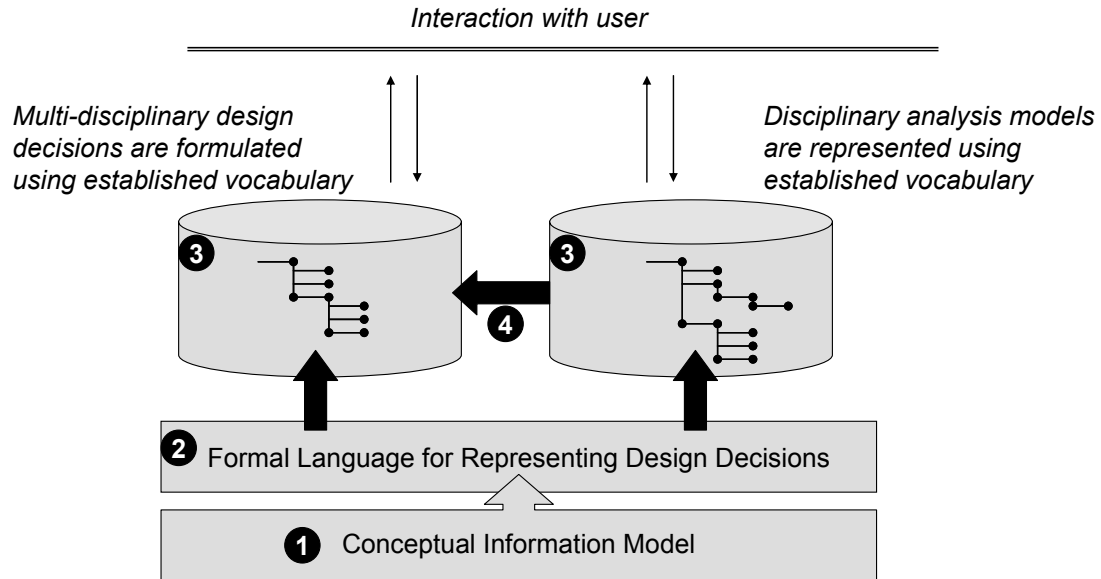 Interaction with user
Multi-disciplinary design
decisions are formulated
using established vocabulary
Disciplinary analysis models
are represented using
established vocabulary
3
3
4
2 Formal Language for Representing Design Decisions
1 Conceptual Information Model